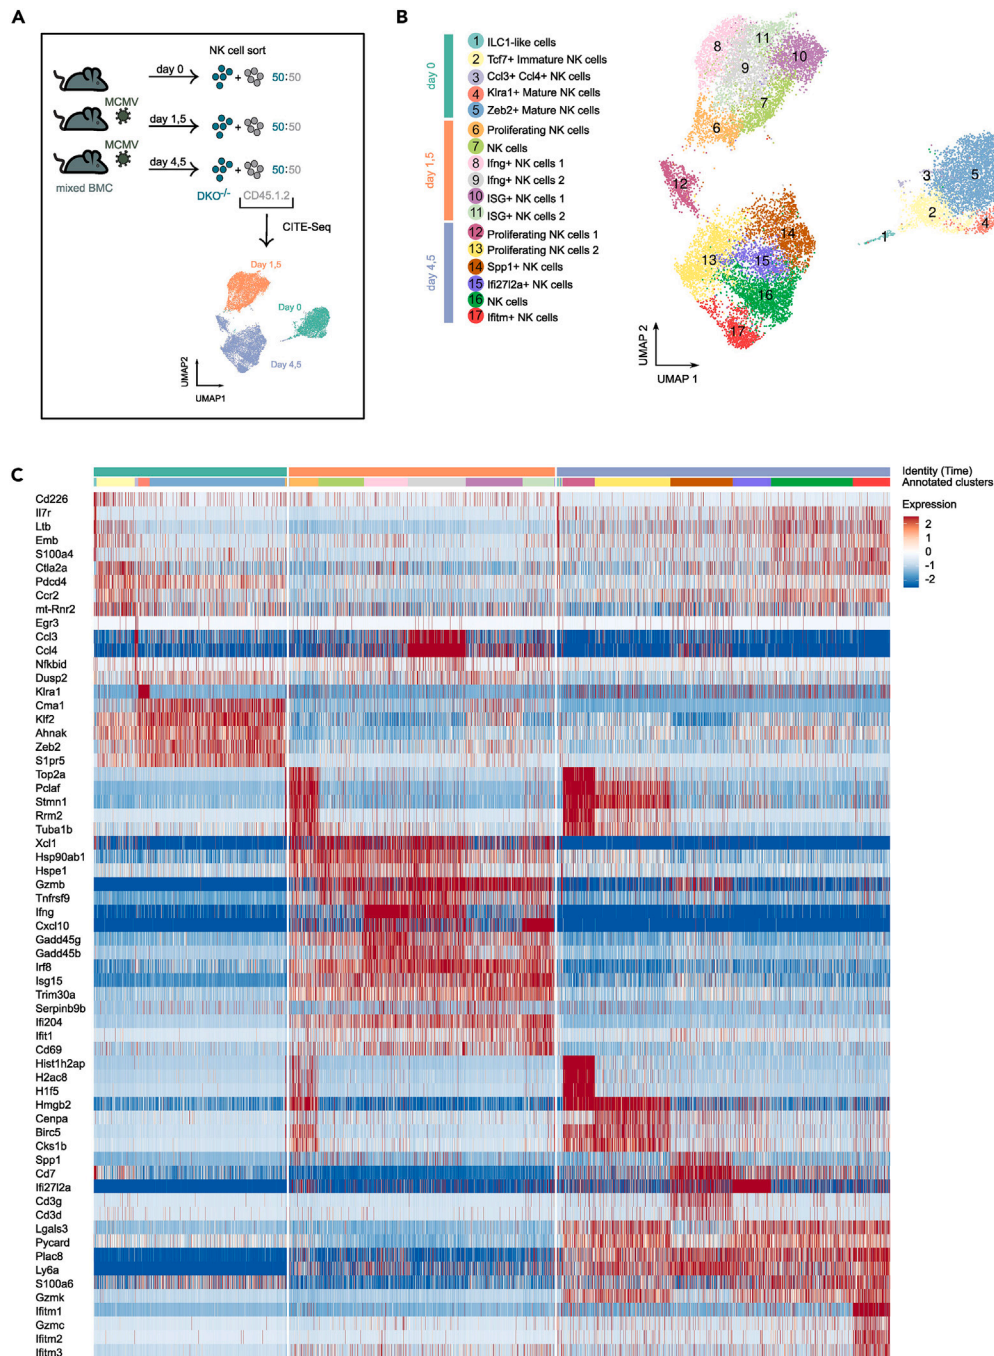 A
NK cell sort
day 0
50:50
MCMV
day 1,5
50:50
MCMV
day 4,5
50:50
mixed BMC
DKO-/-
CD45.1.2
CITE-Seq
Day 1,5
Day 0
Day 4,5
UMAP2
UMAP1
B
day 0
1 ILC1-like cells
2 Tcf7+ Immature NK cells
3 Ccl3+ Ccl4+ NK cells
4 Klra1+ Mature NK cells
5 Zeb2+ Mature NK cells
day 1,5
6 Proliferating NK cells
7 NK cells
8 Ifng+ NK cells 1
9 Ifng+ NK cells 2
10 ISG+ NK cells 1
11 ISG+ NK cells 2
day 4,5
12 Proliferating NK cells 1
13 Proliferating NK cells 2
14 Spp1+ NK cells
15 Ifi27l2a+ NK cells
16 NK cells
17 Ifitm+ NK cells
8
11
9
10
7
6
12
3
5
2
4
1
14
13
15
16
17
UMAP 2
UMAP 1
C
Identity (Time)
Annotated clusters
Expression
2
1
0
-1
-2
Cd226
Il7r
Ltb
Emb
S100a4
Ctla2a
Pdcd4
Ccr2
mt-Rnr2
Egr3
Ccl3
Ccl4
Nfkbid
Dusp2
Klra1
Cma1
Klf2
Ahnak
Zeb2
S1pr5
Top2a
Pclaf
Stmn1
Rrm2
Tuba1b
Xcl1
Hsp90ab1
Hspe1
Gzmb
Tnfrsf9
Ifng
Cxcl10
Gadd45g
Gadd45b
Irf8
Isg15
Trim30a
Serpinb9b
Ifi204
Ifit1
Cd69
Hist1h2ap
H2ac8
H1f5
Hmgb2
Cenpa
Birc5
Cks1b
Spp1
Cd7
Ifi27l2a
Cd3g
Cd3d
Lgals3
Pycard
Plac8
Ly6a
S100a6
Gzmk
Ifitm1
Gzmc
Ifitm2
Ifitm3